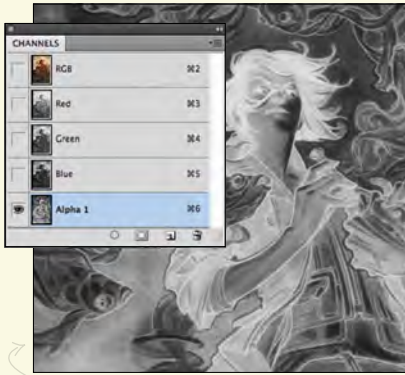 CHANNELS
RGB ⌘2
Red ⌘3
Green ⌘4
Blue ⌘5
Alpha 1 ⌘6